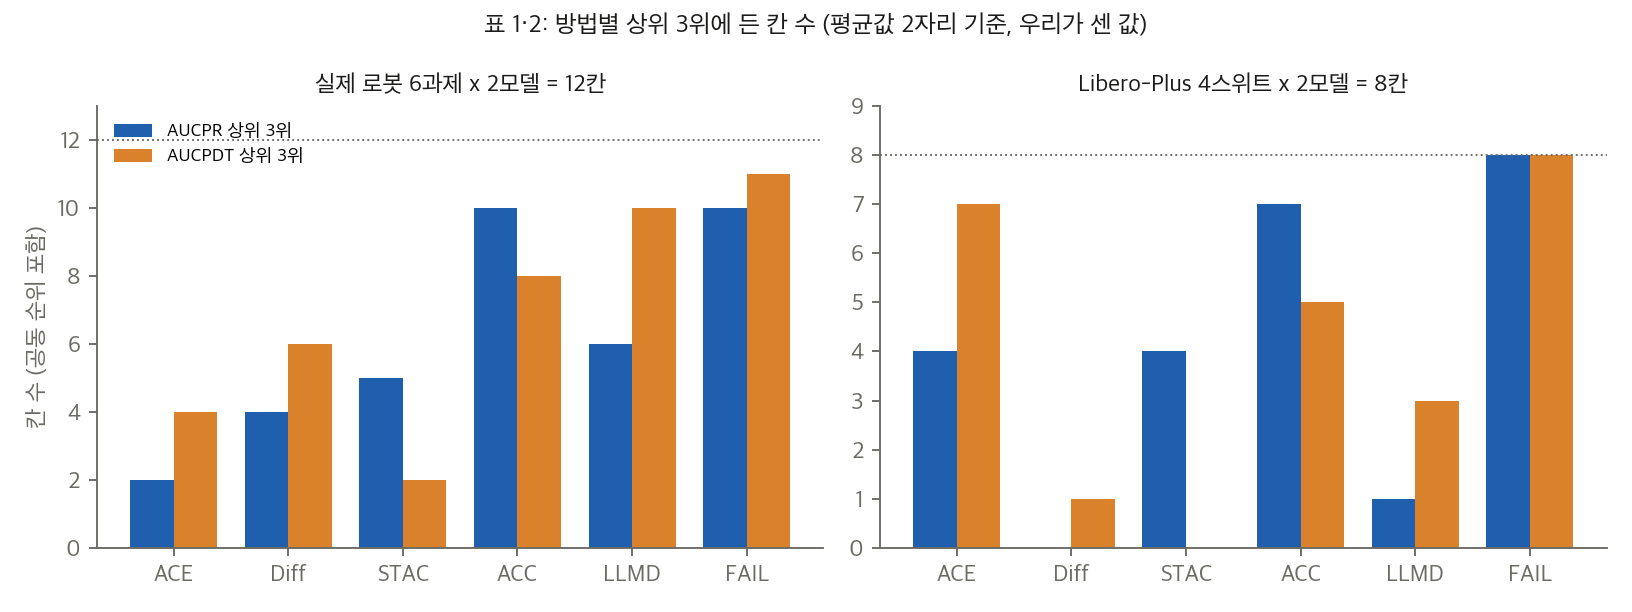 표 1·2: 방법별 상위 3위에 든 칸 수 (평균값 2자리 기준, 우리가 센 값)
실제 로봇 6과제 x 2모델 = 12칸
AUCPR 상위 3위
AUCPDT 상위 3위
칸 수 (공동 순위 포함)
12
10
8
6
4
2
0
ACE Diff STAC ACC LLMD FAIL
Libero-Plus 4스위트 x 2모델 = 8칸
9
8
7
6
5
4
3
2
1
0
ACE Diff STAC ACC LLMD FAIL